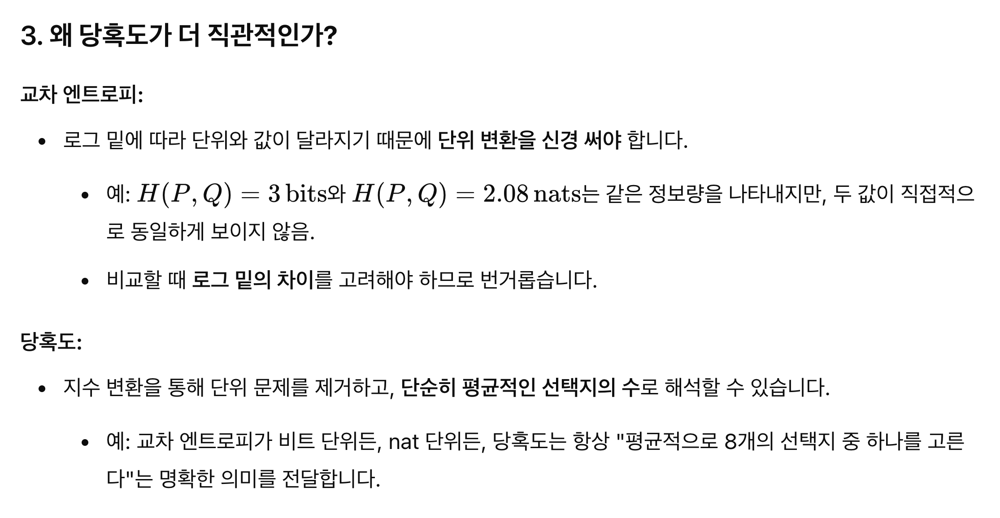 3. 왜 당혹도가 더 직관적인가?
교차 엔트로피:
• 로그 밑에 따라 단위와 값이 달라지기 때문에 단위 변환을 신경 써야 합니다.
• 예: H(P, Q) = 3 bits와 H(P, Q) = 2.08 nats는 같은 정보량을 나타내지만, 두 값이 직접적으
로 동일하게 보이지 않음.
• 비교할 때 로그 밑의 차이를 고려해야 하므로 번거롭습니다.
당혹도:
• 지수 변환을 통해 단위 문제를 제거하고, 단순히 평균적인 선택지의 수로 해석할 수 있습니다.
• 예: 교차 엔트로피가 비트 단위든, nat 단위든, 당혹도는 항상 "평균적으로 8개의 선택지 중 하나를 고른
다"는 명확한 의미를 전달합니다.